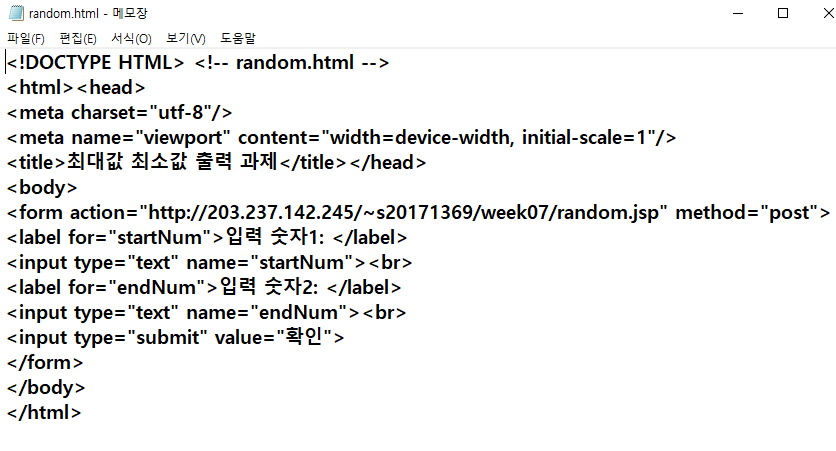 random.html - 메모장
파일(F) 편집(E) 서식(O) 보기(V) 도움말
<!DOCTYPE HTML> <!-- random.html -->
<html><head>
<meta charset="utf-8"/>
<meta name="viewport" content="width=device-width, initial-scale=1"/>
<title>최대값 최소값 출력 과제</title></head>
<body>
<form action="http://203.237.142.245/~s20171369/week07/random.jsp" method="post">
<label for="startNum">입력 숫자1: </label>
<input type="text" name="startNum"><br>
<label for="endNum">입력 숫자2: </label>
<input type="text" name="endNum"><br>
<input type="submit" value="확인">
</form>
</body>
</html>